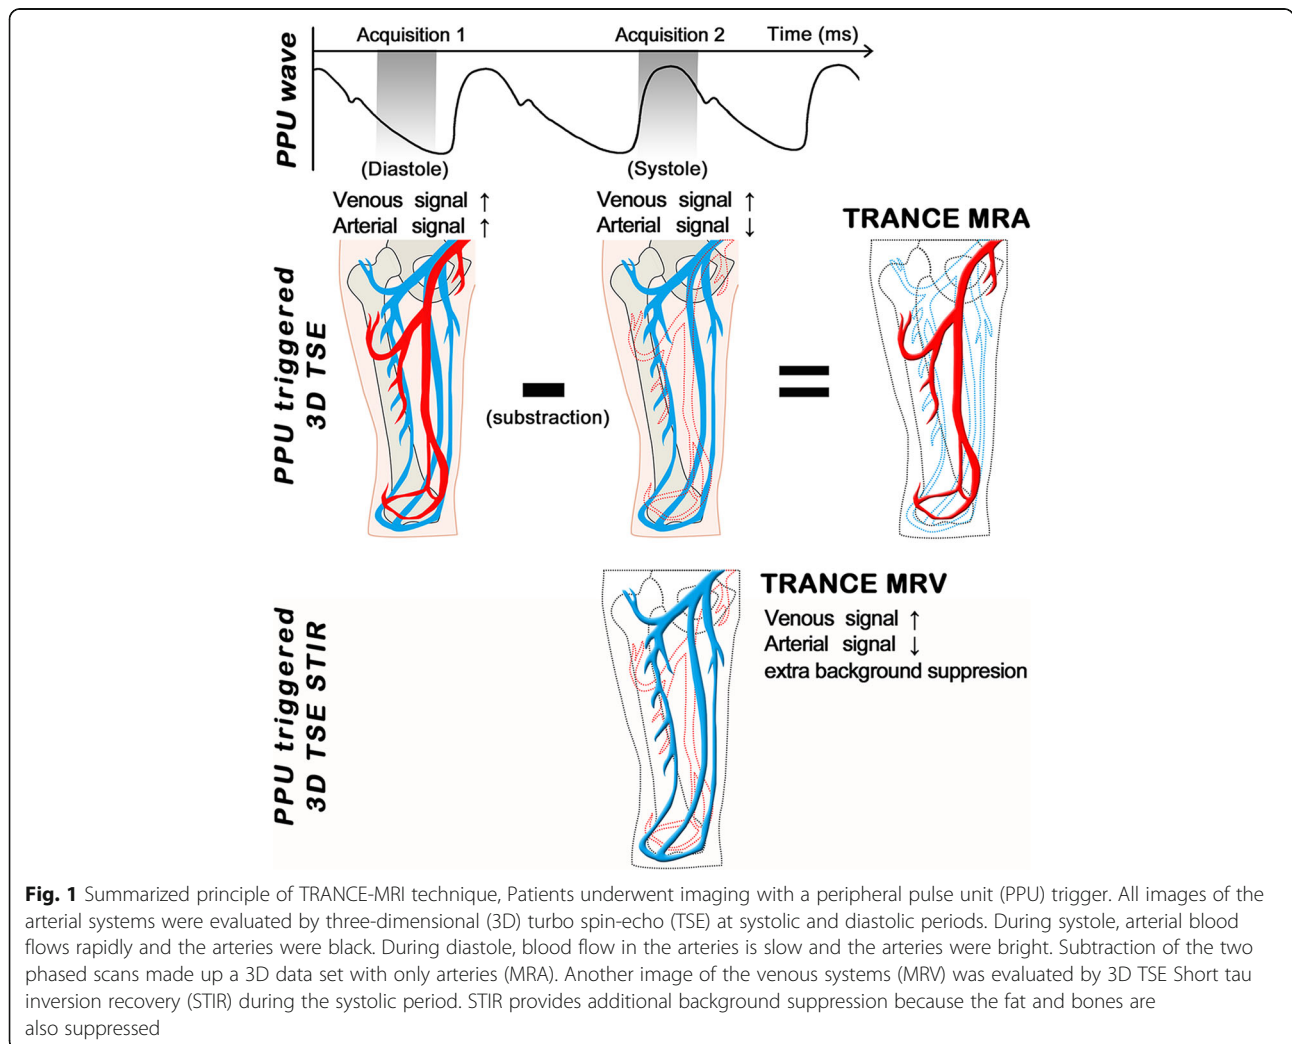 Acquisition 1 Acquisition 2 Time (ms)
PPU wave
(Diastole) (Systole)
Venous signal ↑ Venous signal ↑
Arterial signal ↑ Arterial signal ↓
TRANCE MRA
PPU triggered
3D TSE
(substraction)
PPU triggered
3D TSE STIR
TRANCE MRV
Venous signal ↑
Arterial signal ↓
extra background suppresion
Fig. 1 Summarized principle of TRANCE-MRI technique, Patients underwent imaging with a peripheral pulse unit (PPU) trigger. All images of the
arterial systems were evaluated by three-dimensional (3D) turbo spin-echo (TSE) at systolic and diastolic periods. During systole, arterial blood
flows rapidly and the arteries were black. During diastole, blood flow in the arteries is slow and the arteries were bright. Subtraction of the two
phased scans made up a 3D data set with only arteries (MRA). Another image of the venous systems (MRV) was evaluated by 3D TSE Short tau
inversion recovery (STIR) during the systolic period. STIR provides additional background suppression because the fat and bones are
also suppressed